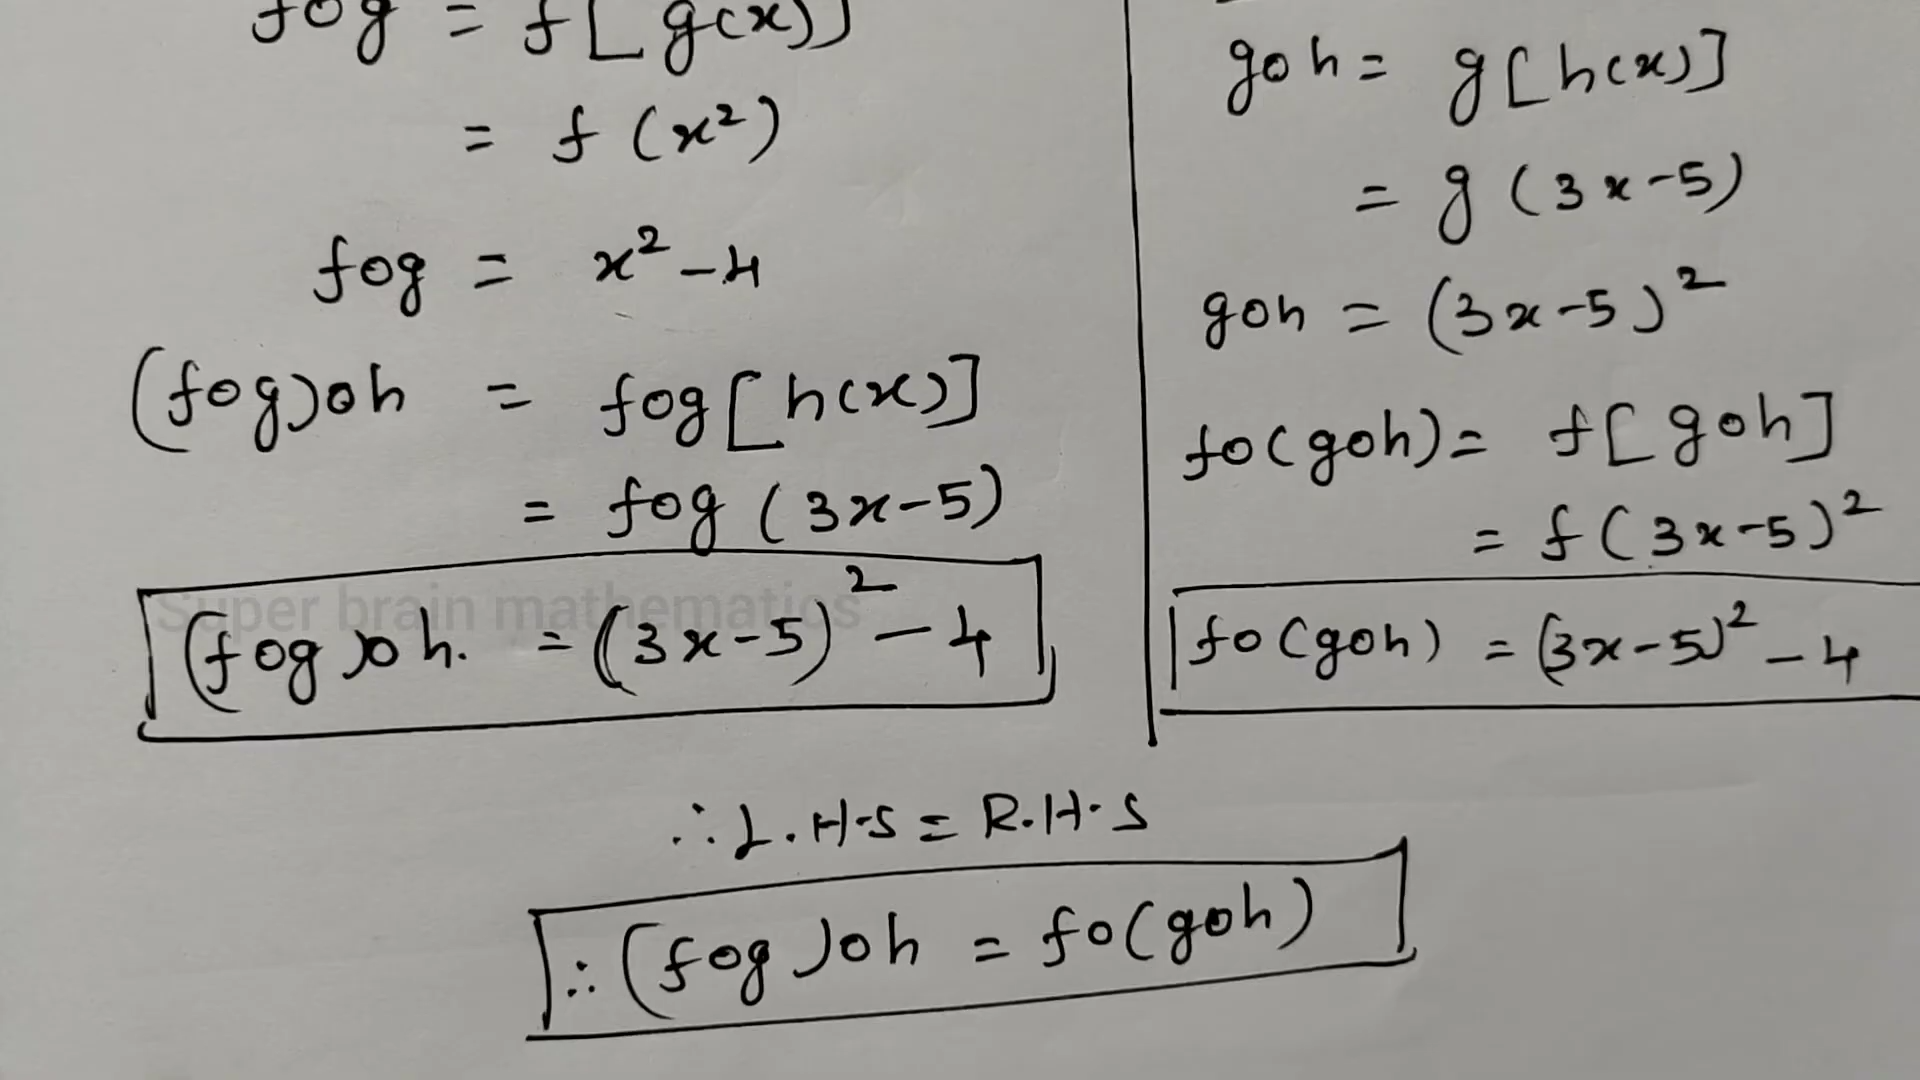 fog = f[g(x)]
= f(x²)
fog = x² - 4
(fog)oh = fog[h(x)]
= fog(3x-5)
Super brain mathematics
(fog)oh. = (3x-5)² - 4
goh = g[h(x)]
= g(3x-5)
goh = (3x-5)²
fo(goh) = f[goh]
= f(3x-5)²
fo(goh) = (3x-5)² - 4
∴ L.H.S = R.H.S
∴ (fog)oh = fo(goh)